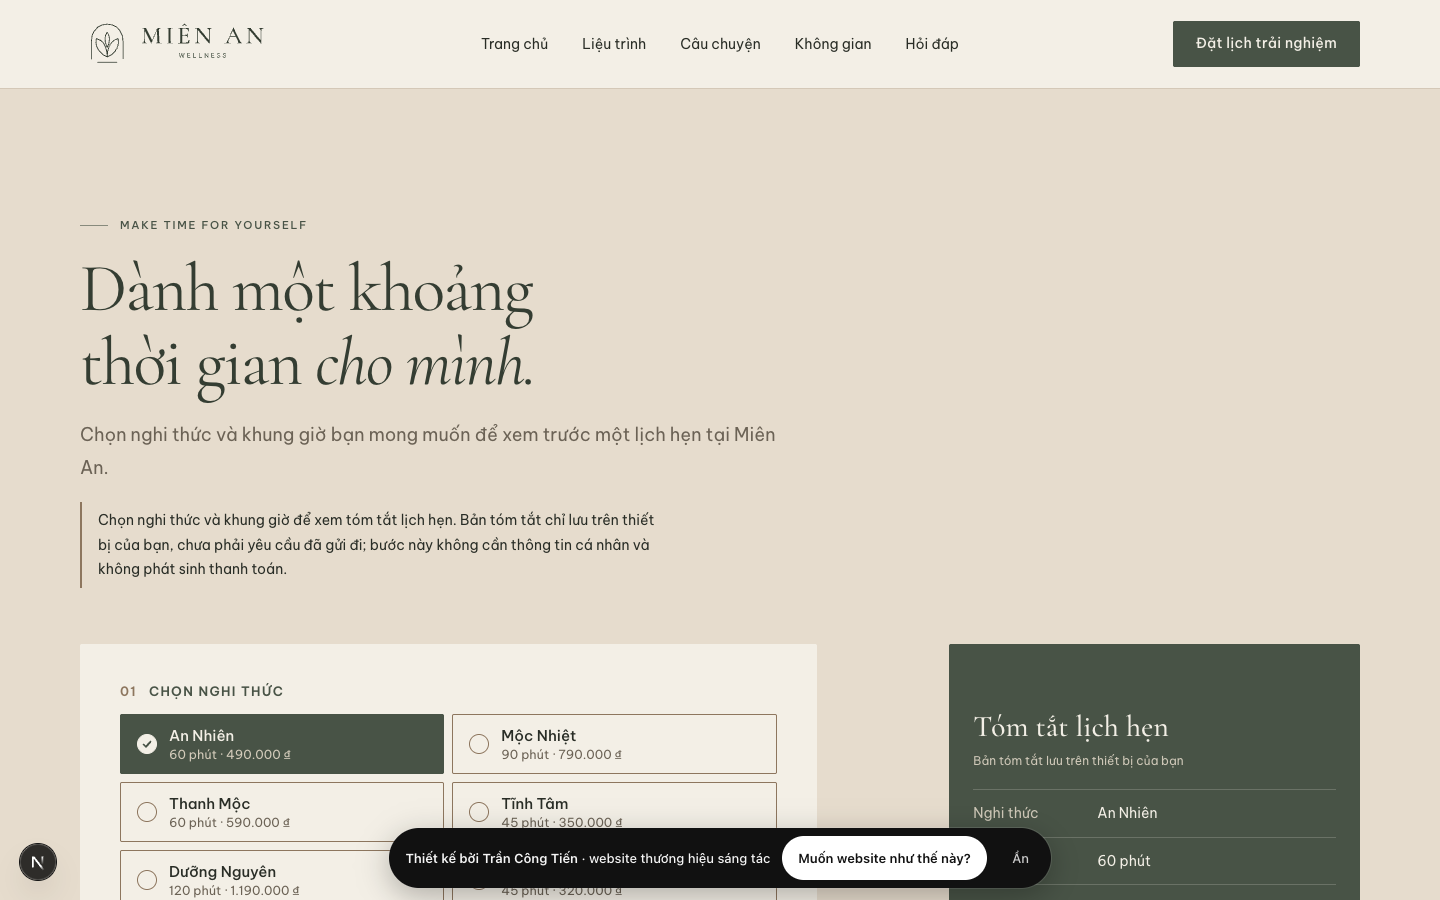 MIÊN AN
WELLNESS
Trang chủ
Liệu trình
Câu chuyện
Không gian
Hỏi đáp
Đặt lịch trải nghiệm
MAKE TIME FOR YOURSELF
Dành một khoảng
thời gian cho mình.
Chọn nghi thức và khung giờ bạn mong muốn để xem trước một lịch hẹn tại Miên
An.
Chọn nghi thức và khung giờ để xem tóm tắt lịch hẹn. Bản tóm tắt chỉ lưu trên thiết
bị của bạn, chưa phải yêu cầu đã gửi đi; bước này không cần thông tin cá nhân và
không phát sinh thanh toán.
01 CHỌN NGHI THỨC
An Nhiên
60 phút · 490.000 ₫
Mộc Nhiệt
90 phút · 790.000 ₫
Thanh Mộc
60 phút · 590.000 ₫
Tĩnh Tâm
45 phút · 350.000 ₫
Dưỡng Nguyên
120 phút · 1.190.000 ₫
45 phút · 320.000 ₫
Tóm tắt lịch hẹn
Bản tóm tắt lưu trên thiết bị của bạn
Nghi thức An Nhiên
60 phút
Thiết kế bởi Trần Công Tiến · website thương hiệu sáng tác
Muốn website như thế này?
Ẩn
N